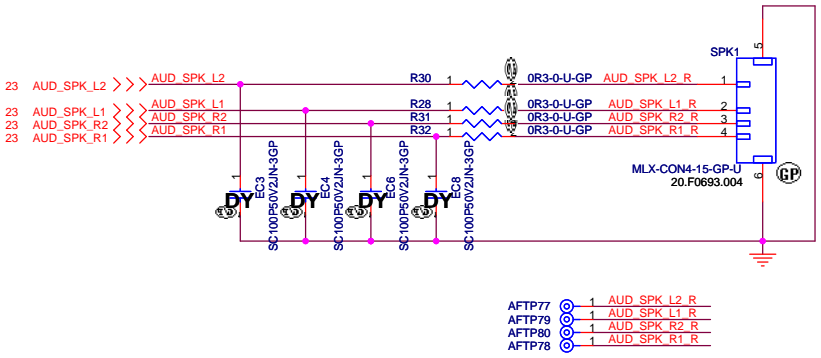 SPK1
5
23 AUD_SPK_L2 AUD_SPK_L2 R30 1 0R3-0-U-GP AUD_SPK_L2_R 1
23 AUD_SPK_L1 AUD_SPK_L1 R28 1 0R3-0-U-GP AUD_SPK_L1_R 2
23 AUD_SPK_R2 AUD_SPK_R2 R31 1 0R3-0-U-GP AUD_SPK_R2_R 3
23 AUD_SPK_R1 AUD_SPK_R1 R32 1 0R3-0-U-GP AUD_SPK_R1_R 4
MLX-CON4-15-GP-U
20.F0693.004
6
GP
1 DY EC3 SC100P50V2JN-3GP
1 DY EC4 SC100P50V2JN-3GP
1 DY EC6 SC100P50V2JN-3GP
1 DY EC8 SC100P50V2JN-3GP
AFTP77 1 AUD_SPK_L2_R
AFTP79 1 AUD_SPK_L1_R
AFTP80 1 AUD_SPK_R2_R
AFTP78 1 AUD_SPK_R1_R